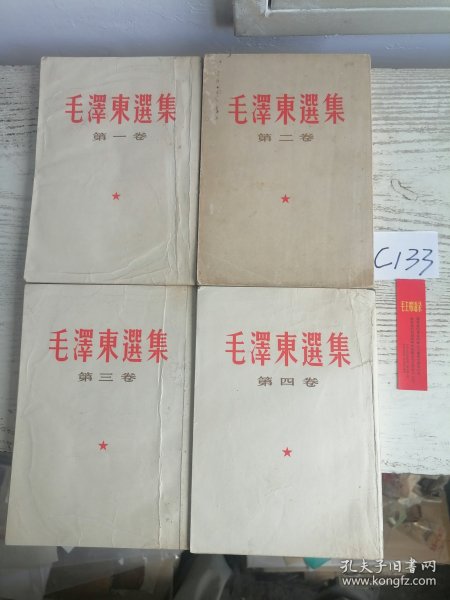 毛澤東選集
第一卷
毛澤東選集
第二卷
C133
毛澤東選集
第三卷
毛澤東選集
第四卷
孔夫子旧书网
www.kongfz.com